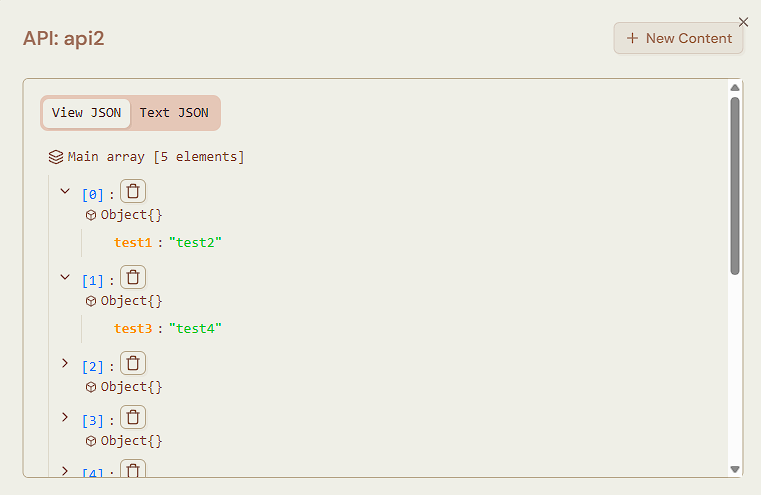 API: api2
+ New Content
View JSON Text JSON
Main array [5 elements]
[0] :
Object{}
test1 : "test2"
[1] :
Object{}
test3 : "test4"
[2] :
Object{}
[3] :
Object{}
[4] :